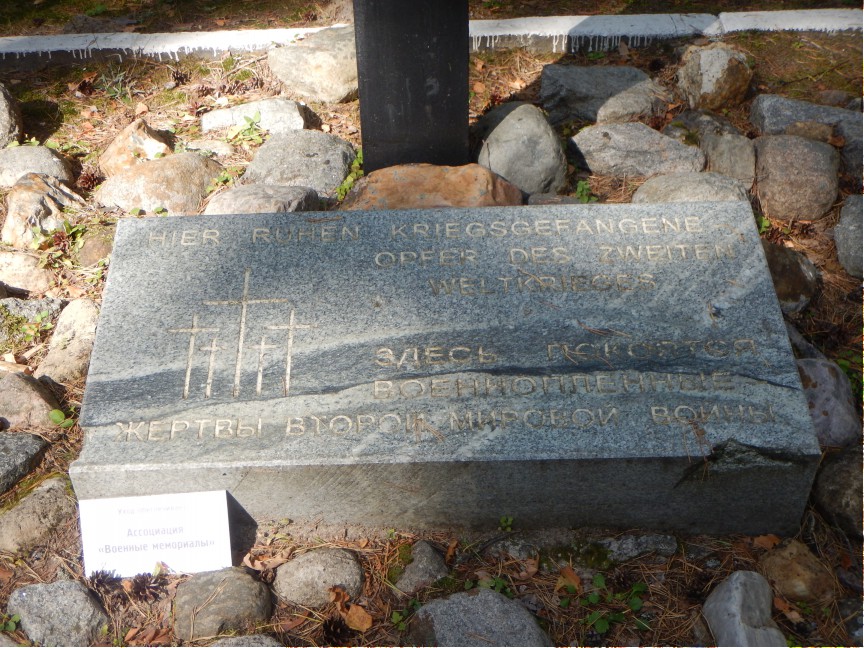 HIER RUHEN KRIEGSGEFANGENE -
OPFER DES ZWEITEN
WELTKRIEGES
ЗДЕСЬ ПОКОЯТСЯ
ВОЕННОПЛЕННЫЕ -
ЖЕРТВЫ ВТОРОЙ МИРОВОЙ ВОЙНЫ
Ассоциация
«Военные мемориалы»